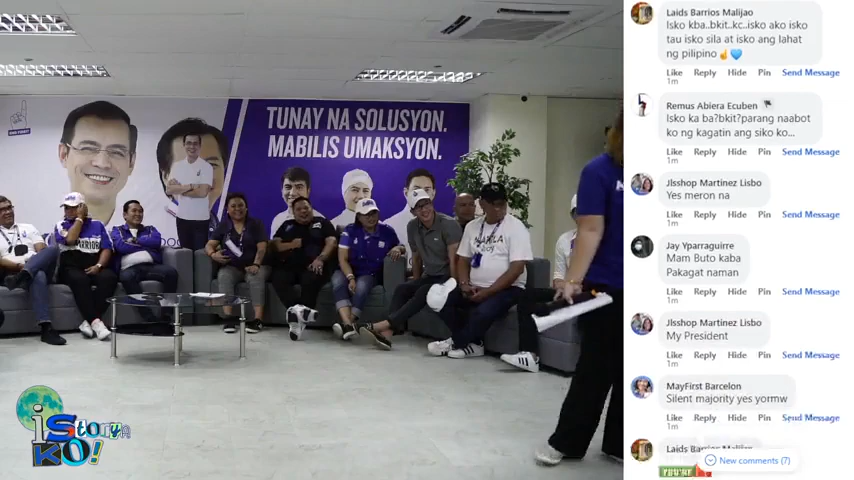 TUNAY NA SOLUSYON.
MABILIS UMAKSYON.
iStorya
KO!
Laids Barrios Malijao
Isko kba..bkit..kc..isko ako isko
tau isko sila at isko ang lahat
ng pilipino☝💙
Like Reply Hide Pin Send Message
1m
Remus Abiera Ecuben
Isko ka ba?bkit?parang naabot
ko ng kagatin ang siko ko...
Like Reply Hide Pin Send Message
1m
Jlsshop Martinez Lisbo
Yes meron na
Like Reply Hide Pin Send Message
1m
Jay Yparraguirre
Mam Buto kaba
Pakagat naman
Like Reply Hide Pin Send Message
1m
Jlsshop Martinez Lisbo
My President
Like Reply Hide Pin Send Message
1m
MayFirst Barcelon
Silent majority yes yormw
Like Reply Hide Pin Send Message
1m
Laids Barrios Malijao
New comments (7)